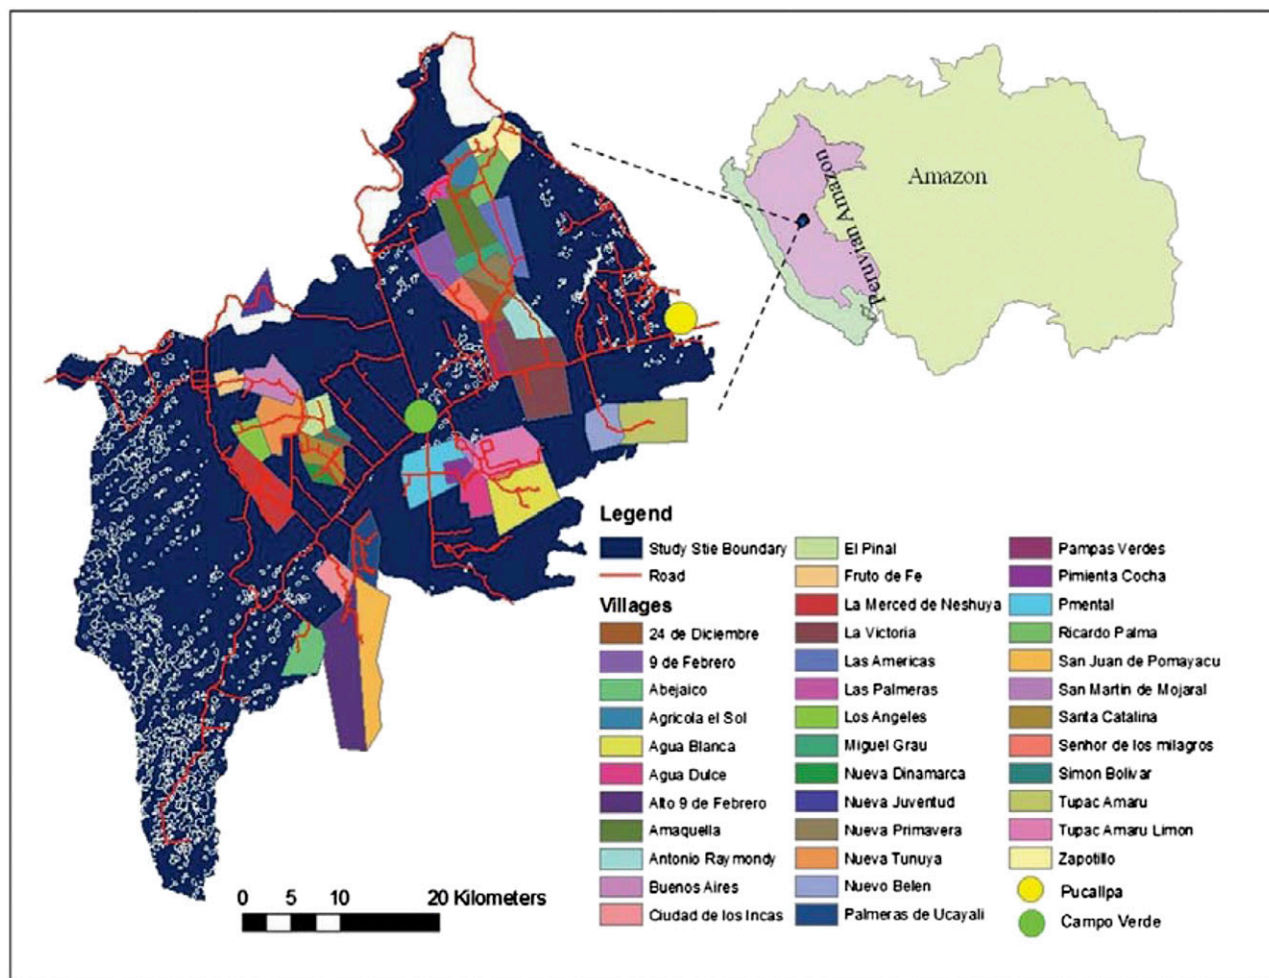 Amazon
Peruvian Amazon
Legend
Study Stie Boundary
Road
Villages
24 de Diciembre
9 de Febrero
Abejaico
Agricola el Sol
Agua Blanca
Agua Dulce
Alto 9 de Febrero
Amaquella
Antonio Raymondy
Buenos Aires
Ciudad de los Incas
El Pinal
Fruto de Fe
La Merced de Neshuya
La Victoria
Las Americas
Las Palmeras
Los Angeles
Miguel Grau
Nueva Dinamarca
Nueva Juventud
Nueva Primavera
Nueva Tunuya
Nuevo Belen
Palmeras de Ucayali
Pampas Verdes
Pimienta Cocha
Pmental
Ricardo Palma
San Juan de Pomayacu
San Martin de Mojaral
Santa Catalina
Senhor de los milagros
Simon Bolivar
Tupac Amaru
Tupac Amaru Limon
Zapotillo
Pucallpa
Campo Verde
0 5 10 20 Kilometers